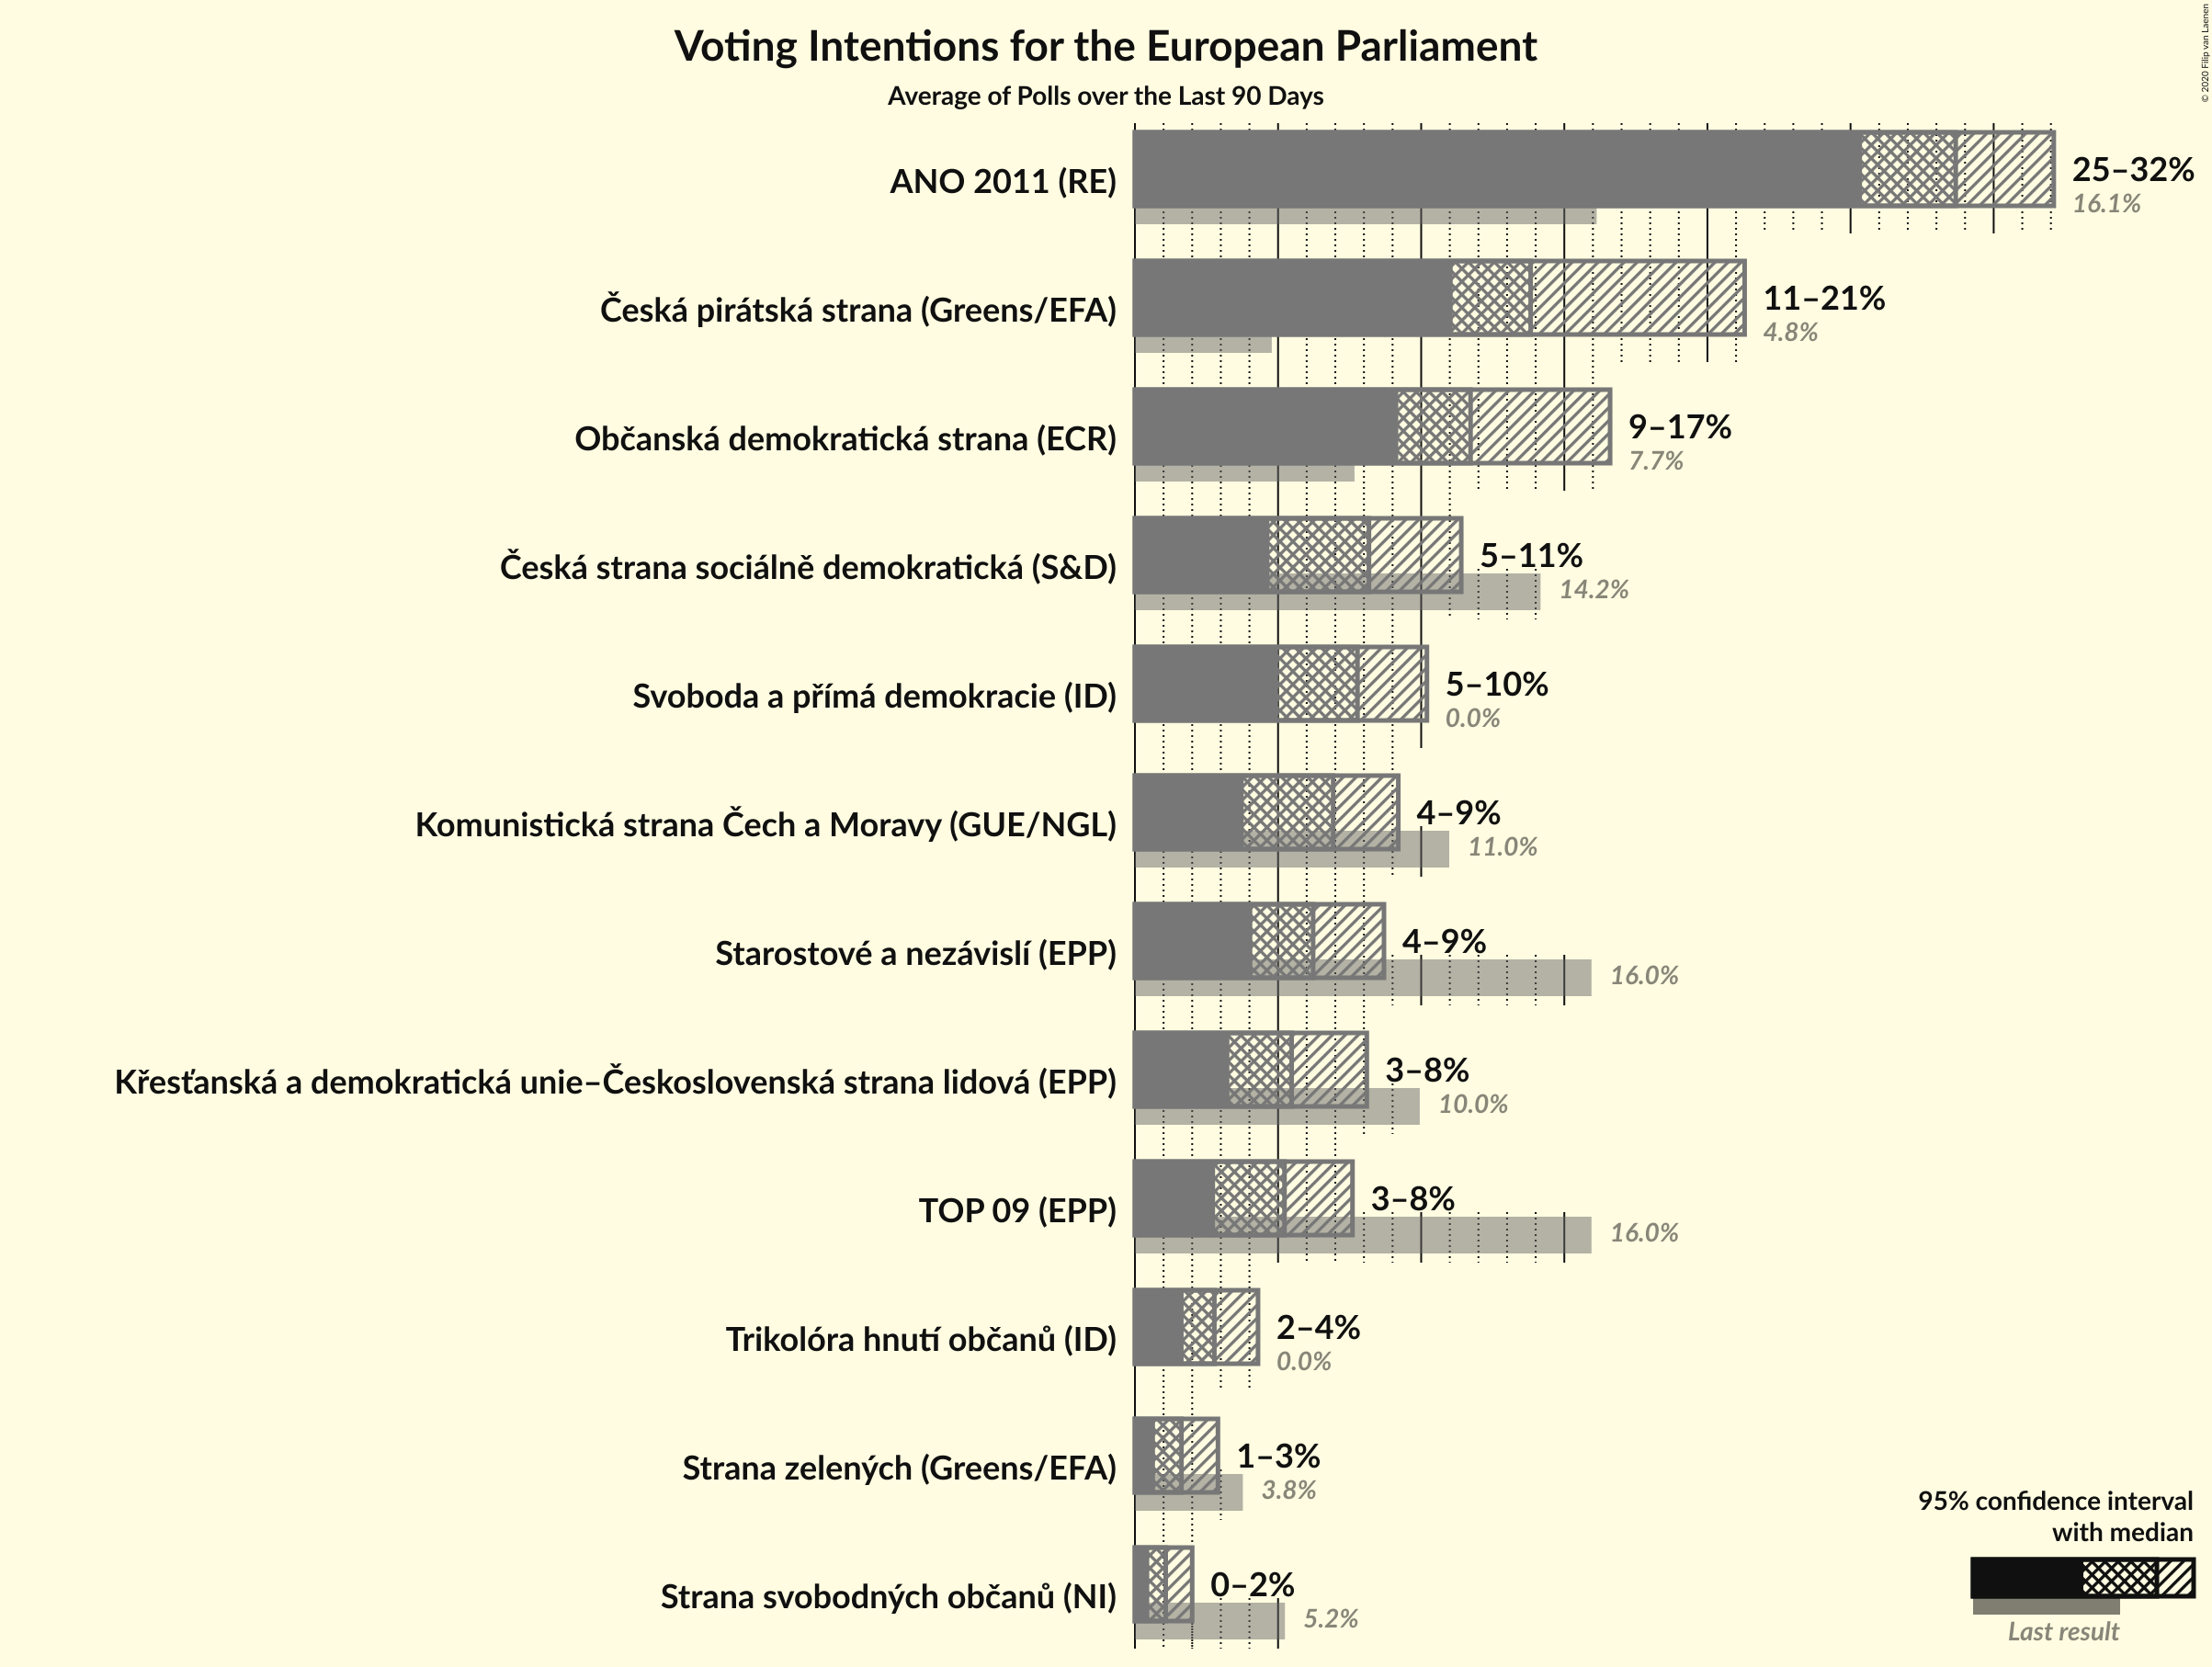 Voting Intentions for the European Parliament
Average of Polls over the Last 90 Days
© 2020 Filip van Laenen
ANO 2011 (RE)
25–32%
16.1%
Česká pirátská strana (Greens/EFA)
11–21%
4.8%
Občanská demokratická strana (ECR)
9–17%
7.7%
Česká strana sociálně demokratická (S&D)
5–11%
14.2%
Svoboda a přímá demokracie (ID)
5–10%
0.0%
Komunistická strana Čech a Moravy (GUE/NGL)
4–9%
11.0%
Starostové a nezávislí (EPP)
4–9%
16.0%
Křesťanská a demokratická unie–Československá strana lidová (EPP)
3–8%
10.0%
TOP 09 (EPP)
3–8%
16.0%
Trikolóra hnutí občanů (ID)
2–4%
0.0%
Strana zelených (Greens/EFA)
1–3%
3.8%
Strana svobodných občanů (NI)
0–2%
5.2%
95% confidence interval
with median
Last result